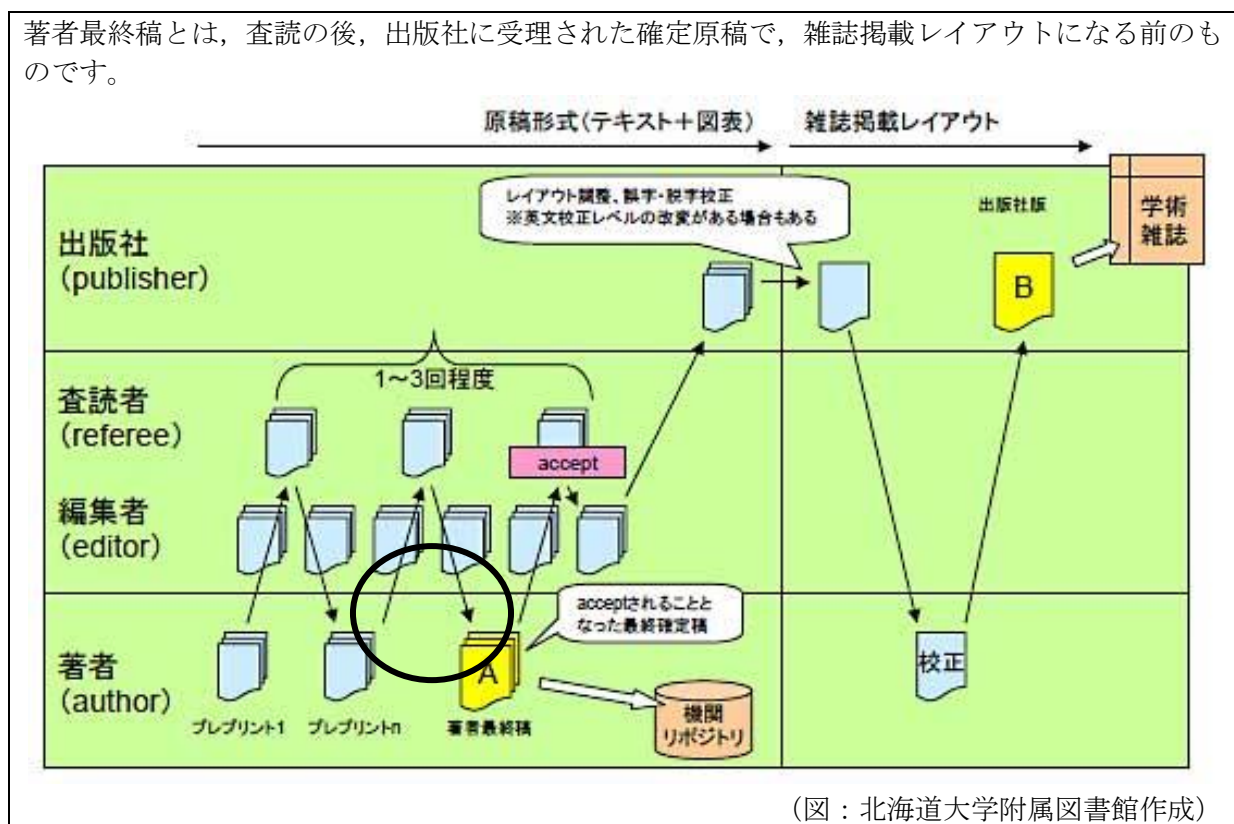 著者最終稿とは，査読の後，出版社に受理された確定原稿で，雑誌掲載レイアウトになる前のも
のです。
原稿形式（テキスト＋図表）
雑誌掲載レイアウト
レイアウト調整、誤字・脱字校正
※英文校正レベルの改変がある場合もある
出版社版
学術
雑誌
出版社
(publisher)
B
1～3回程度
査読者
(referee)
accept
編集者
(editor)
acceptされることと
なった最終確定稿
著者
(author)
A
校正
機関
リポジトリ
プレプリント1
プレプリントn
著者最終稿
（図：北海道大学附属図書館作成）